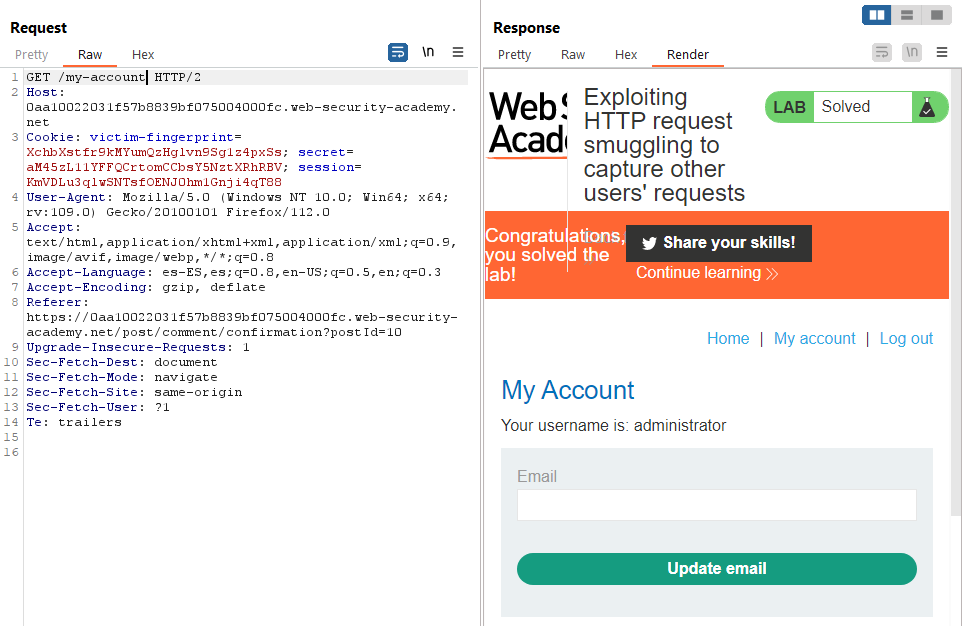 Request
Pretty Raw Hex
\n
1 GET /my-account HTTP/2
2 Host:
0aa10022031f57b8839bf075004000fc.web-security-academy.
net
3 Cookie: victim-fingerprint=
XchbXstfr9kMYumQzHglvn9Sg1z4pxSs; secret=
aM45zLl1YFFQCrtomCCbsY5NztXRhRBV; session=
KmVDLu3qlwSNTsfOENJ0hm1Gnji4qT88
4 User-Agent: Mozilla/5.0 (Windows NT 10.0; Win64; x64;
rv:109.0) Gecko/20100101 Firefox/112.0
5 Accept:
text/html,application/xhtml+xml,application/xml;q=0.9,
image/avif,image/webp,*/*;q=0.8
6 Accept-Language: es-ES,es;q=0.8,en-US;q=0.5,en;q=0.3
7 Accept-Encoding: gzip, deflate
8 Referer:
https://0aa10022031f57b8839bf075004000fc.web-security-
academy.net/post/comment/confirmation?postId=10
9 Upgrade-Insecure-Requests: 1
10 Sec-Fetch-Dest: document
11 Sec-Fetch-Mode: navigate
12 Sec-Fetch-Site: same-origin
13 Sec-Fetch-User: ?1
14 Te: trailers
15
16
Response
Pretty Raw Hex Render
\n
Web S
Acade
Exploiting
HTTP request
smuggling to
capture other
users' requests
LAB Solved
Congratulations,
you solved the
lab!
Share your skills!
Continue learning
Home | My account | Log out
My Account
Your username is: administrator
Email
Update email